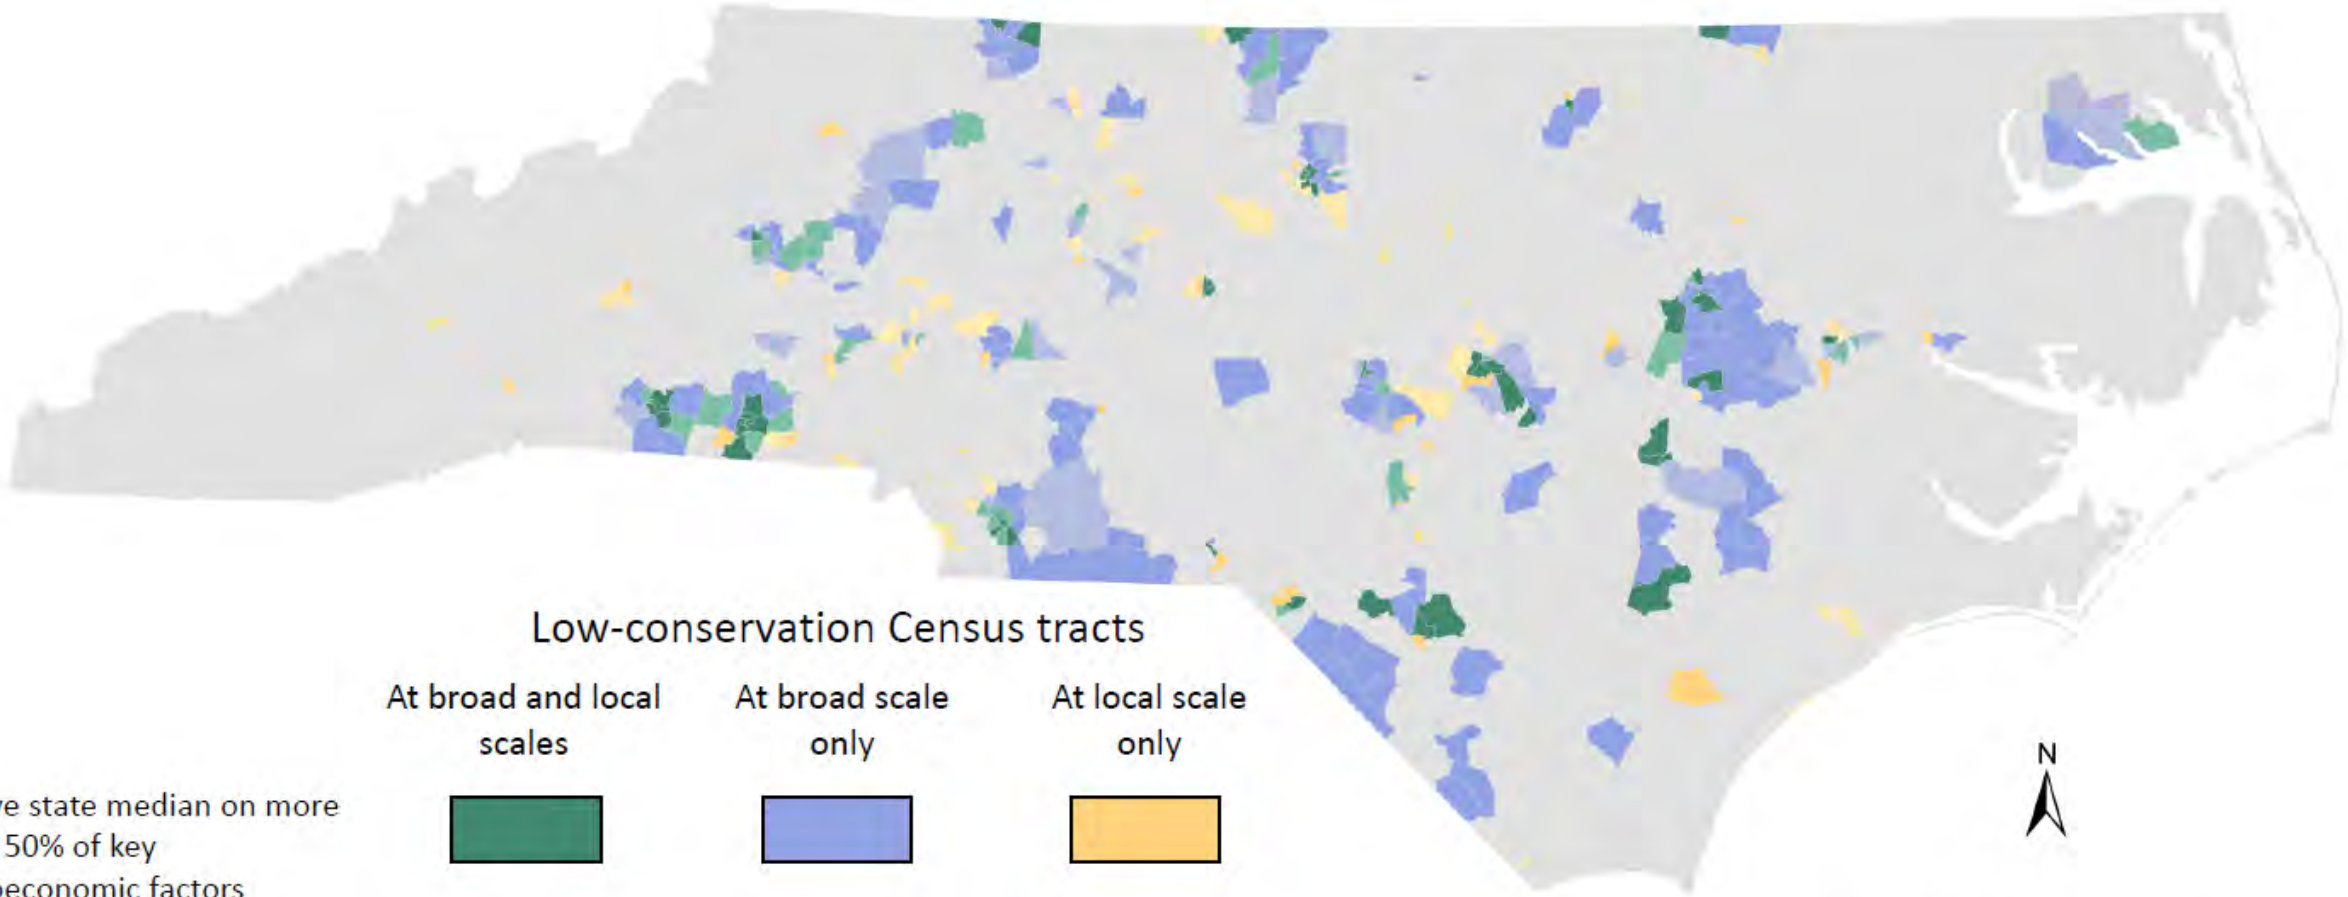 Low-conservation Census tracts
At broad and local
scales
At broad scale
only
At local scale
only
N
state median on more
50% of key
factors